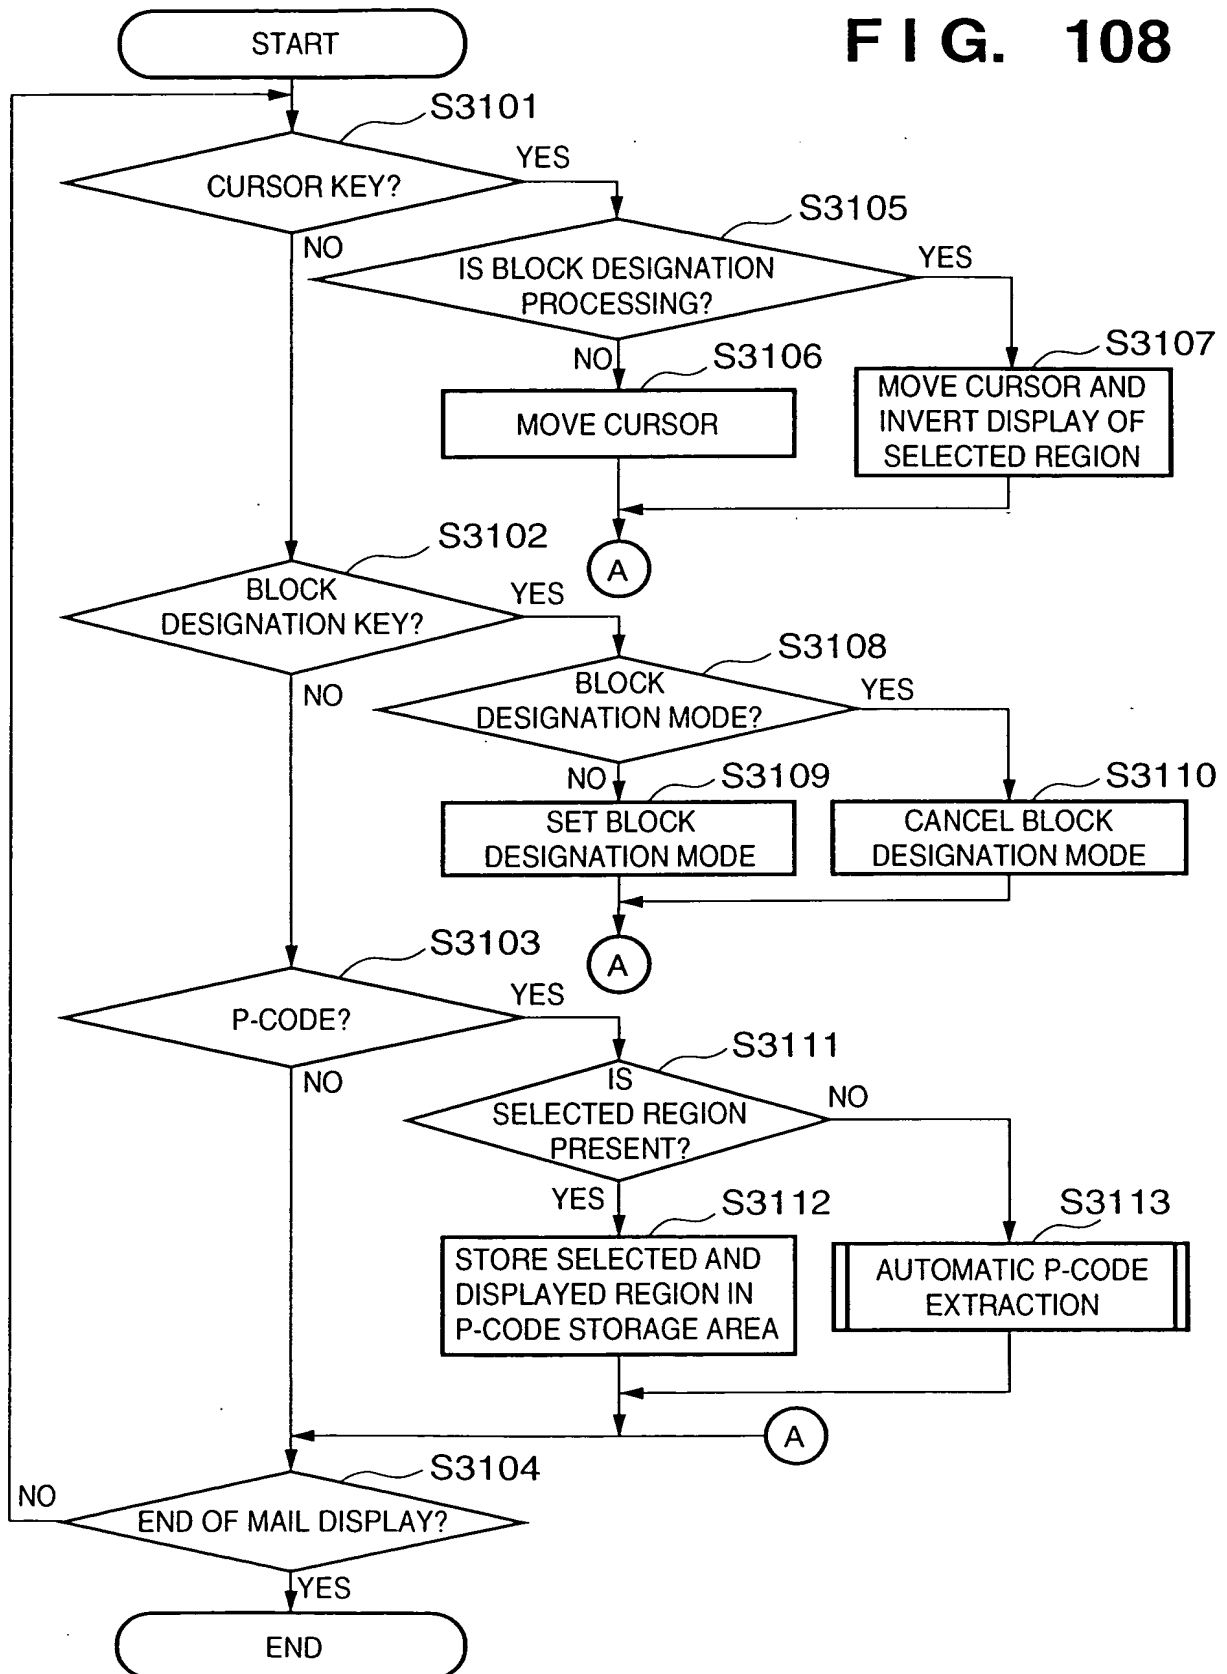 FIG. 108
START
S3101
CURSOR KEY?
YES
NO
S3105
IS BLOCK DESIGNATION
PROCESSING?
YES
NO
S3106
MOVE CURSOR
S3107
MOVE CURSOR AND
INVERT DISPLAY OF
SELECTED REGION
A
S3102
BLOCK
DESIGNATION KEY?
YES
NO
S3108
BLOCK
DESIGNATION MODE?
YES
NO
S3109
SET BLOCK
DESIGNATION MODE
S3110
CANCEL BLOCK
DESIGNATION MODE
A
S3103
P-CODE?
YES
NO
S3111
IS
SELECTED REGION
PRESENT?
NO
YES
S3112
STORE SELECTED AND
DISPLAYED REGION IN
P-CODE STORAGE AREA
S3113
AUTOMATIC P-CODE
EXTRACTION
A
S3104
END OF MAIL DISPLAY?
NO
YES
END